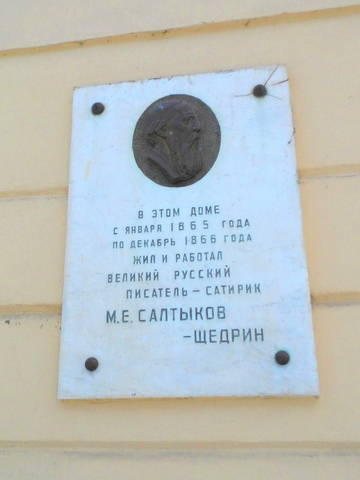 В ЭТОМ ДОМЕ
С ЯНВАРЯ 1865 ГОДА
ПО ДЕКАБРЬ 1866 ГОДА
ЖИЛ И РАБОТАЛ
ВЕЛИКИЙ РУССКИЙ
ПИСАТЕЛЬ – САТИРИК
М.Е. САЛТЫКОВ
–ЩЕДРИН